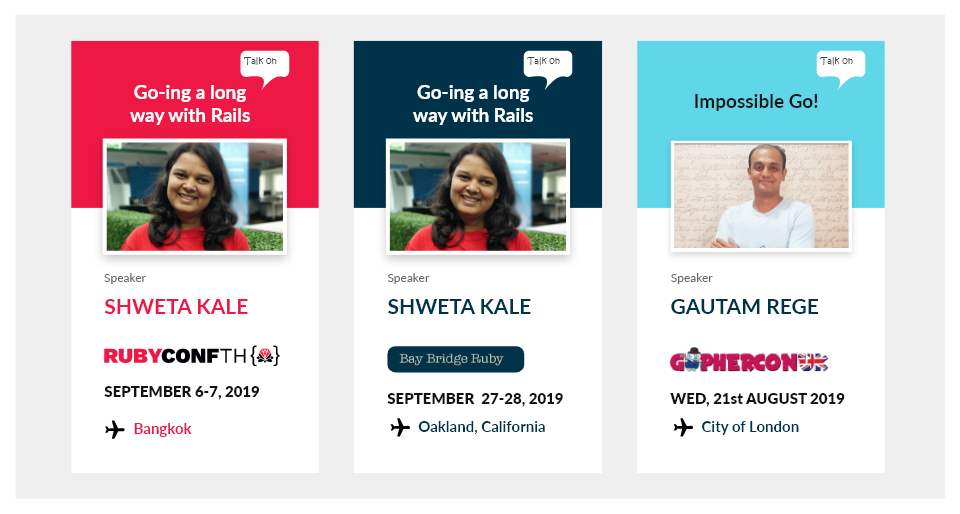 Talk on
Go-ing a long
way with Rails
Speaker
SHWETA KALE
RUBYCONFTH
SEPTEMBER 6-7, 2019
Bangkok
Talk on
Go-ing a long
way with Rails
Speaker
SHWETA KALE
Bay Bridge Ruby
SEPTEMBER 27-28, 2019
Oakland, California
Talk on
Impossible Go!
Speaker
GAUTAM REGE
GOPHERCON UK
WED, 21st AUGUST 2019
City of London